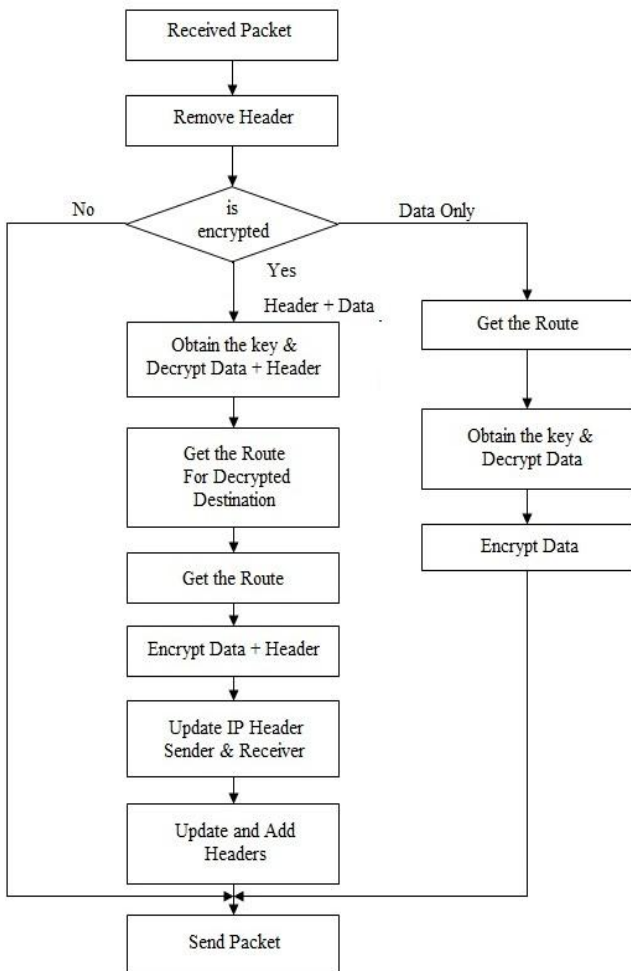 Received Packet
Remove Header
No
is
encrypted
Data Only
Yes
Header + Data
Get the Route
Obtain the key &
Decrypt Data + Header
Obtain the key &
Decrypt Data
Get the Route
For Decrypted
Destination
Encrypt Data
Get the Route
Encrypt Data + Header
Update IP Header
Sender & Receiver
Update and Add
Headers
Send Packet